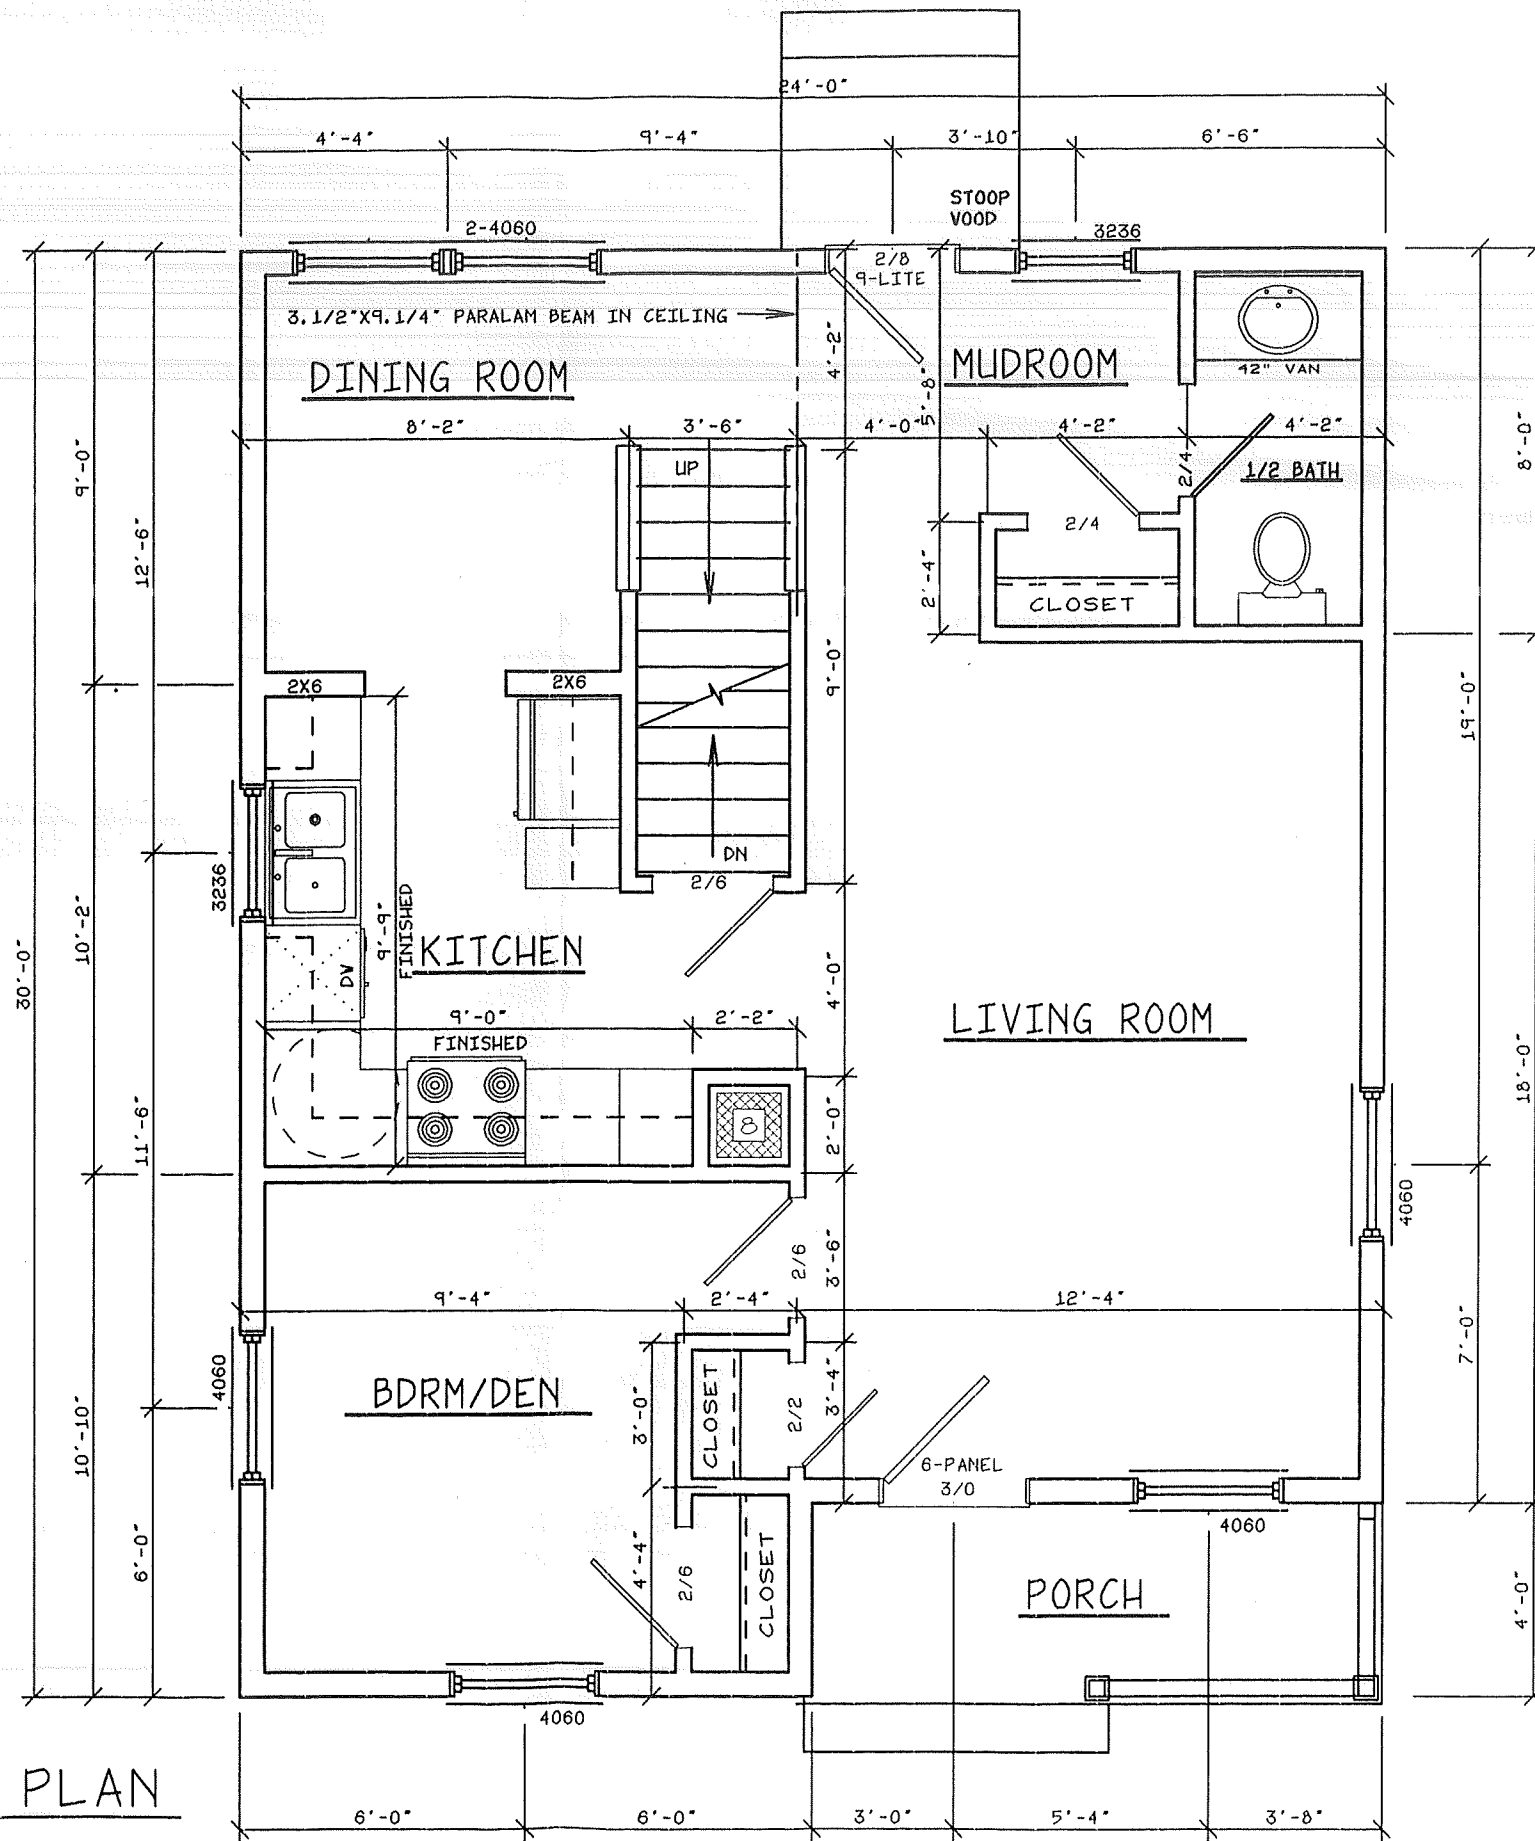 24'-0"
4'-4"
9'-4"
3'-10"
6'-6"
STOOP
VOOD
2-4060
3236
2/8
9-LITE
3.1/2"X9.1/4" PARALAM BEAM IN CEILING
4'-2"
DINING ROOM
MUDROOM
42" VAN
5'-8"
8'-2"
3'-6"
4'-0"
4'-2"
4'-2"
9'-0"
8'-0"
UP
2/4
1/2 BATH
12'-6"
2/4
2'-4"
CLOSET
9'-0"
2X6
2X6
19'-0"
DN
2/6
3236
9'-9"
FINISHED
10'-2"
30'-0"
KITCHEN
DW
4'-0"
9'-0"
FINISHED
2'-2"
LIVING ROOM
18'-0"
8
2'-0"
11'-6"
4060
2/6
3'-6"
9'-4"
2'-4"
12'-4"
7'-0"
4060
BDRM/DEN
CLOSET
3'-0"
2/2
3'-4"
10'-10"
6-PANEL
3/0
4060
6'-0"
4'-4"
2/6
CLOSET
PORCH
4'-0"
4060
PLAN
6'-0"
6'-0"
3'-0"
5'-4"
3'-8"